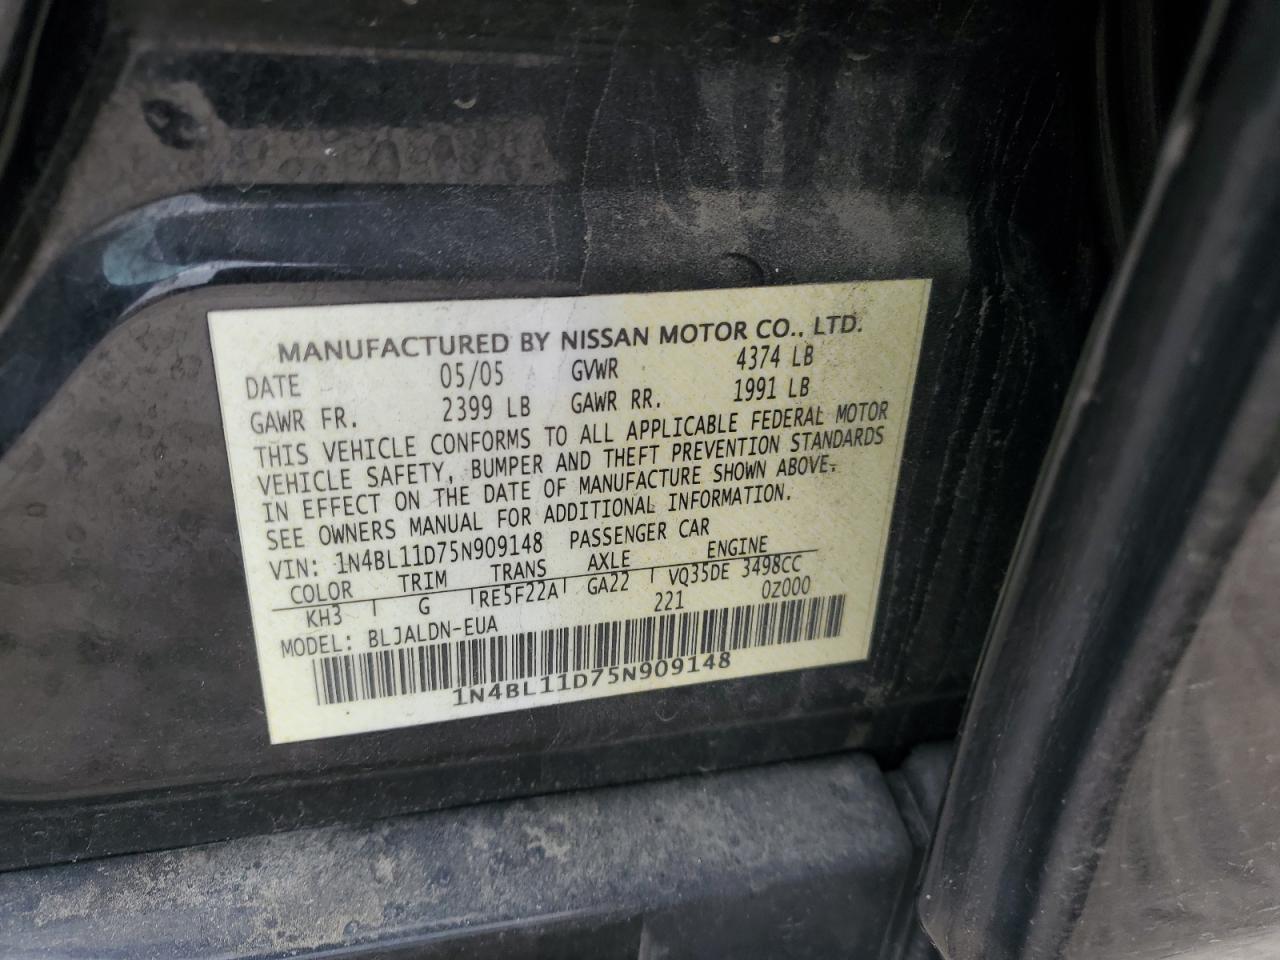 MANUFACTURED BY NISSAN MOTOR CO., LTD.
DATE 05/05 GVWR 4374 LB
GAWR FR. 2399 LB GAWR RR. 1991 LB
THIS VEHICLE CONFORMS TO ALL APPLICABLE FEDERAL MOTOR
VEHICLE SAFETY, BUMPER AND THEFT PREVENTION STANDARDS
IN EFFECT ON THE DATE OF MANUFACTURE SHOWN ABOVE.
SEE OWNERS MANUAL FOR ADDITIONAL INFORMATION.
VIN: 1N4BL11D75N909148 PASSENGER CAR
COLOR TRIM TRANS AXLE ENGINE
KH3 G RE5F22A GA22 VQ35DE 3498CC
MODEL: BLJALDN-EUA 221 0Z000
1N4BL11D75N909148